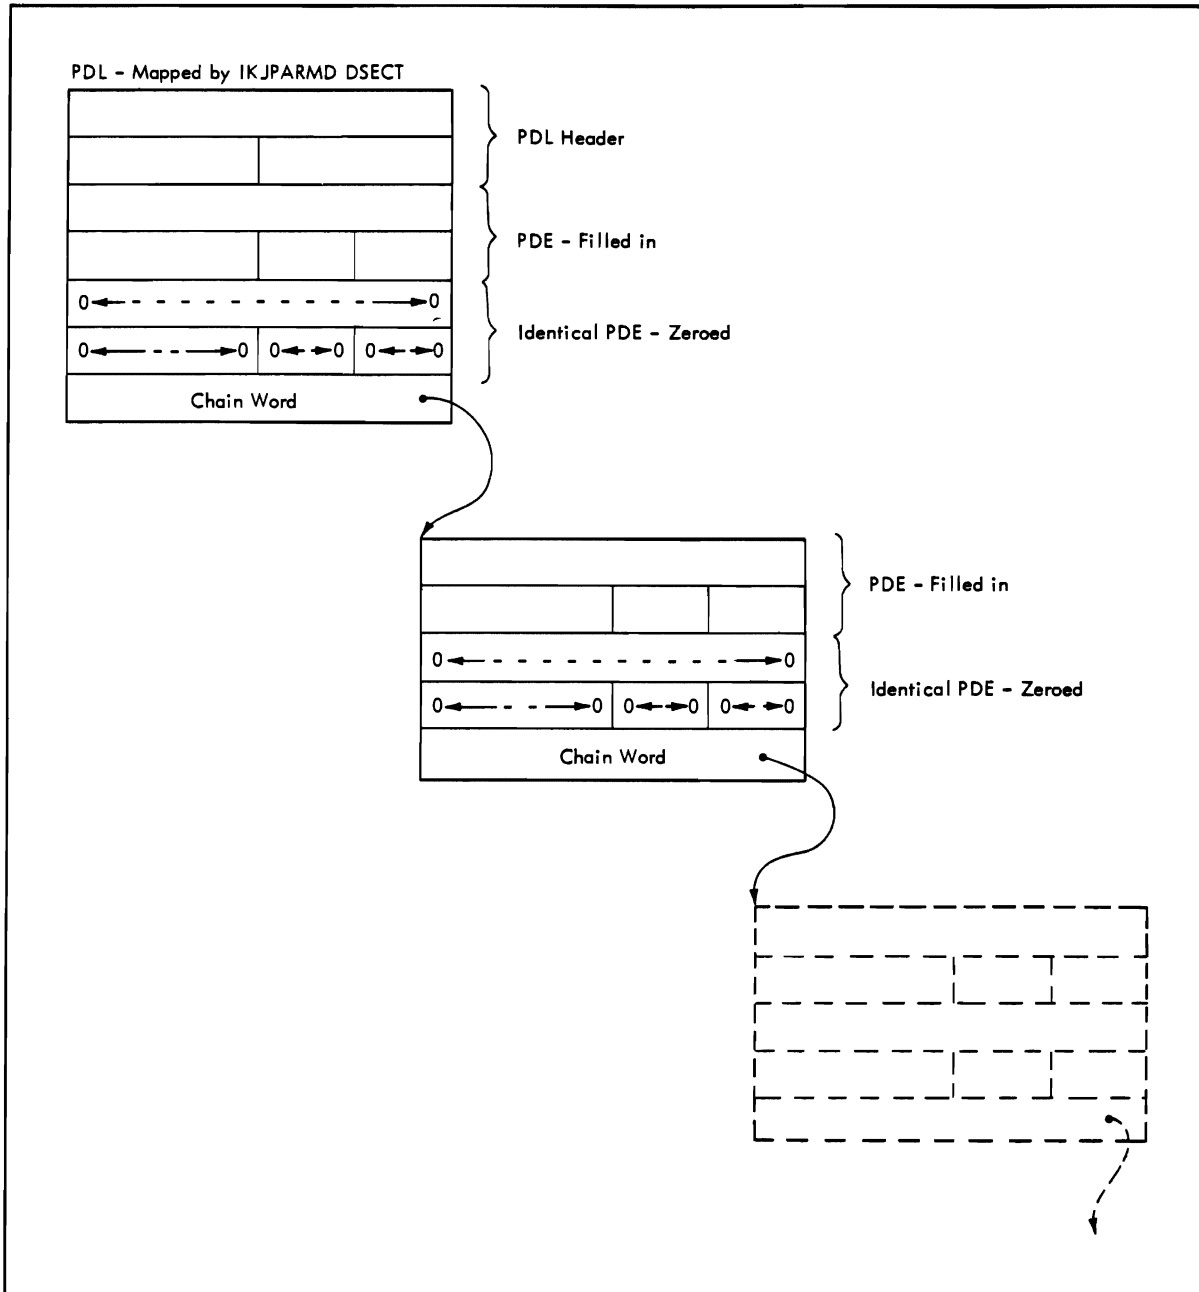 PDL - Mapped by IKJPARMD DSECT
PDL Header
PDE - Filled in
0 0
Identical PDE - Zeroed
0 0 0 0 0 0
Chain Word
PDE - Filled in
0 0
Identical PDE - Zeroed
0 0 0 0 0 0
Chain Word